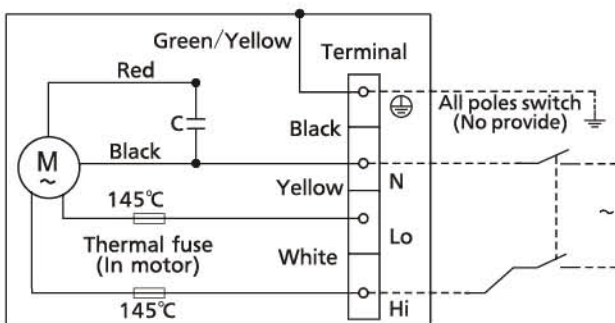 Green/Yellow
Terminal
Red
C
Black
All poles switch
(No provide)
M
~
Black
N
Yellow
145℃
~
Lo
Thermal fuse
(In motor)
White
145℃
Hi